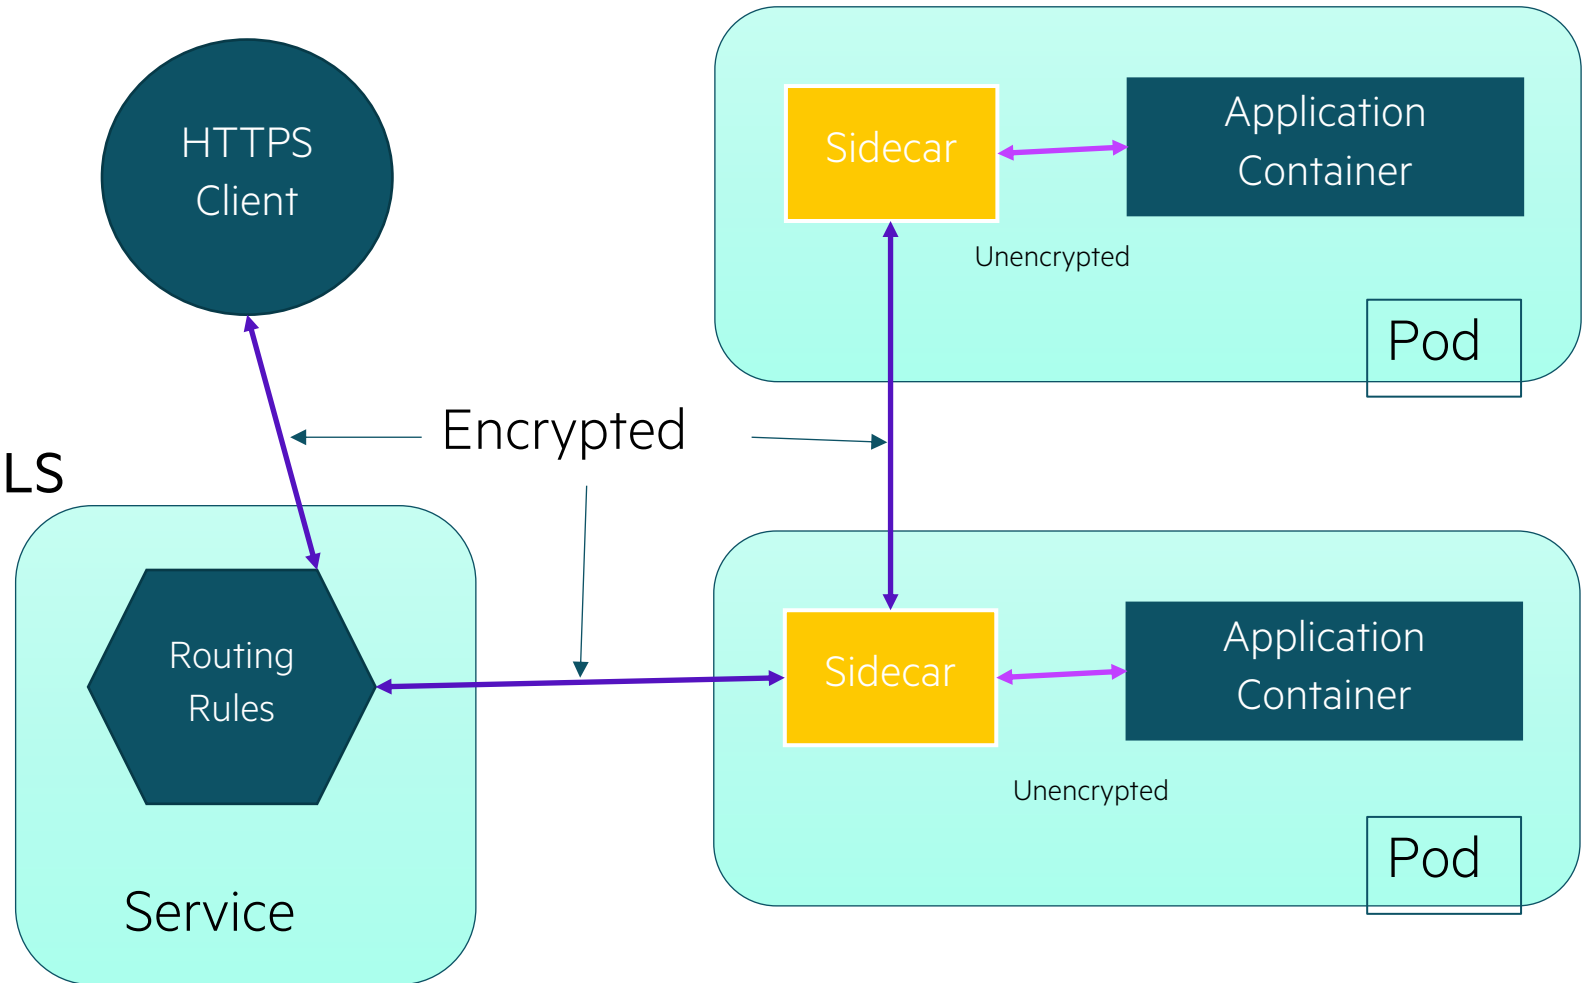 HTTPS
Client
Sidecar
Application
Container
Unencrypted
Pod
Encrypted
LS
Routing
Rules
Service
Sidecar
Application
Container
Unencrypted
Pod